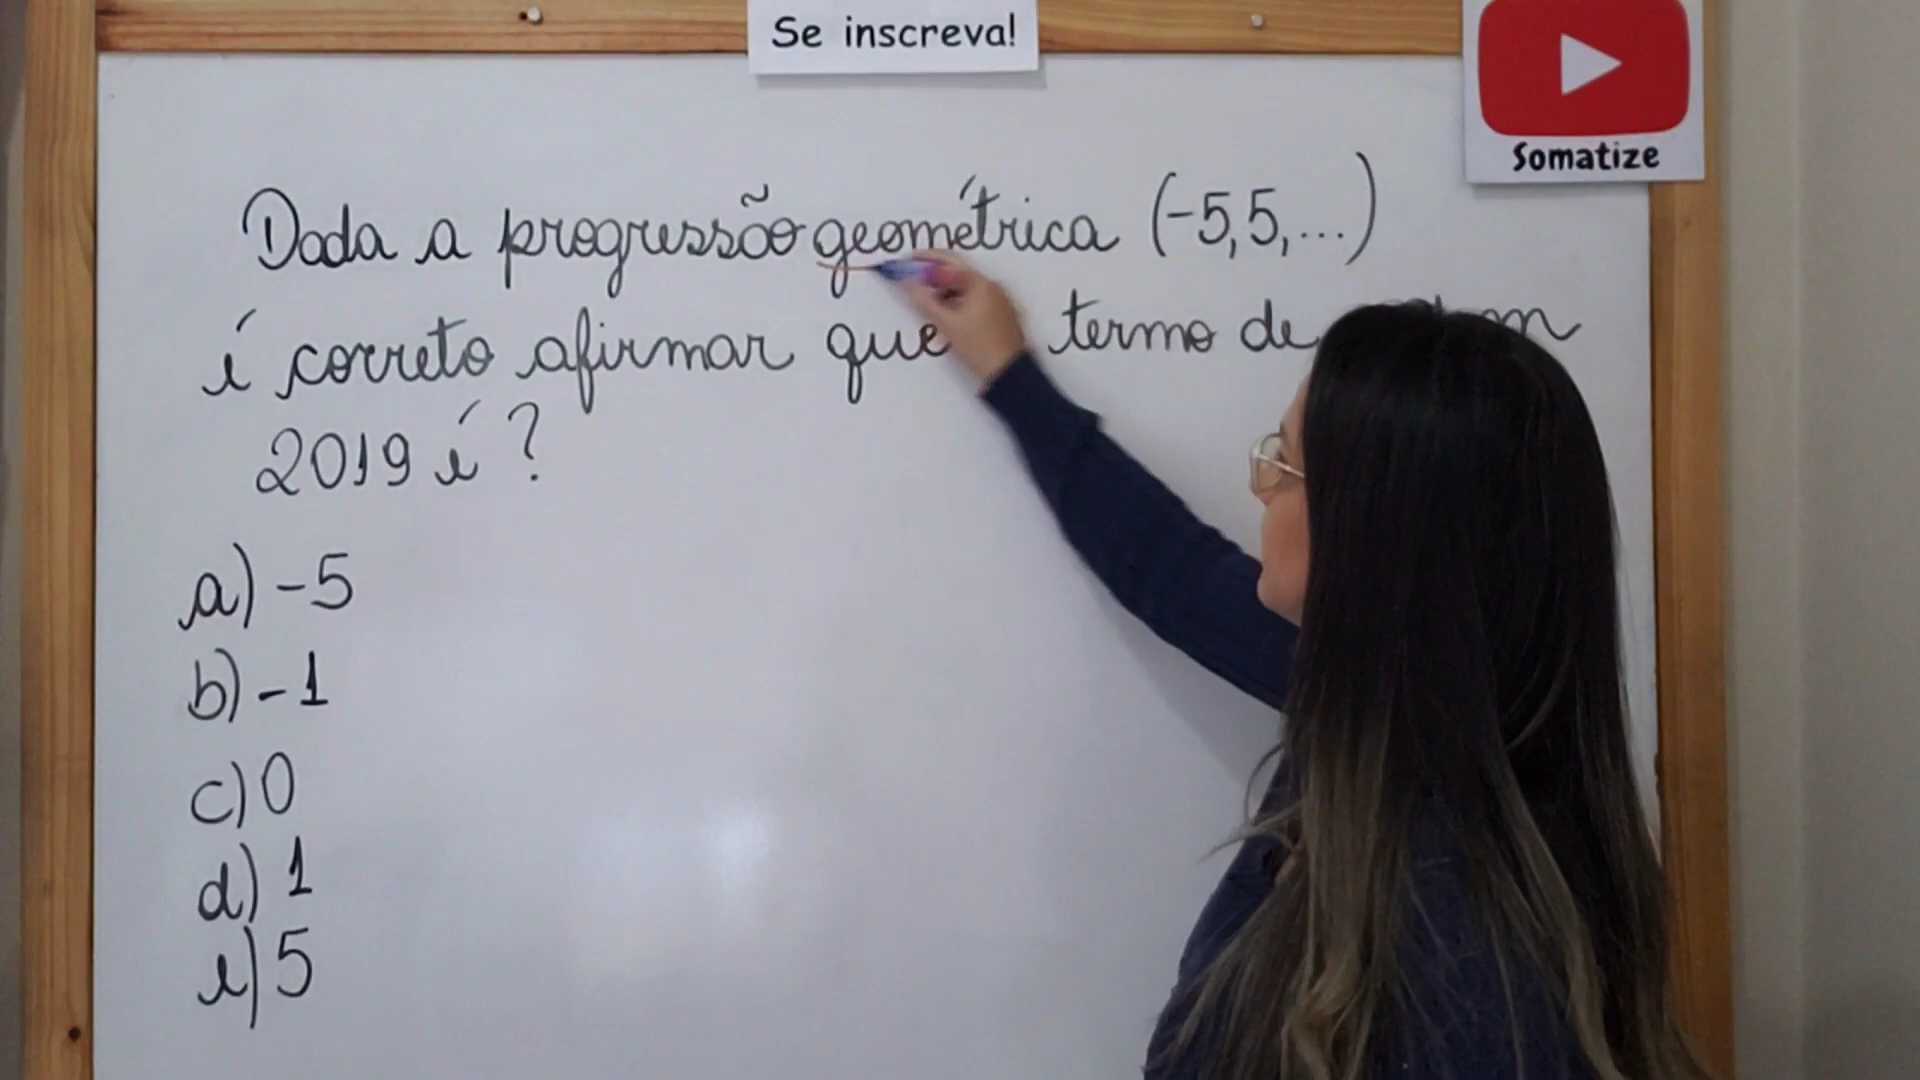 Se inscreva!
Somatize
Dada a progressão geométrica (-5,5,...)
é correto afirmar que termo de
2019 é ?
a) -5
b) -1
c) 0
d) 1
e) 5